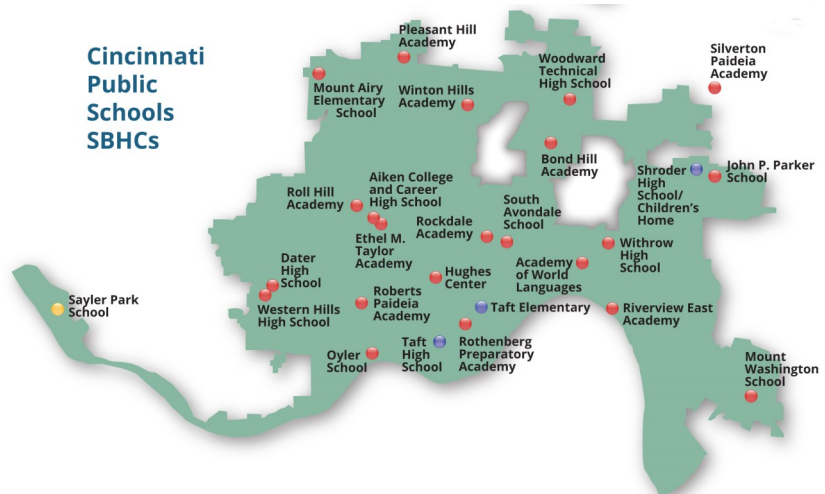 Cincinnati
Public
Schools
SBHCs
Pleasant Hill
Academy
Mount Airy
Elementary
School
Winton Hills
Academy
Woodward
Technical
High School
Silverton
Paideia
Academy
Bond Hill
Academy
Shroder
High
School/
Children's
Home
John P. Parker
School
Roll Hill
Academy
Aiken College
and Career
High School
Ethel M.
Taylor
Academy
Rockdale
Academy
South
Avondale
School
Academy
of World
Languages
Withrow
High
School
Dater
High
School
Western Hills
High School
Hughes
Center
Roberts
Paideia
Academy
Taft Elementary
Riverview East
Academy
Sayler Park
School
Oyler
School
Taft
High
School
Rothenberg
Preparatory
Academy
Mount
Washington
School